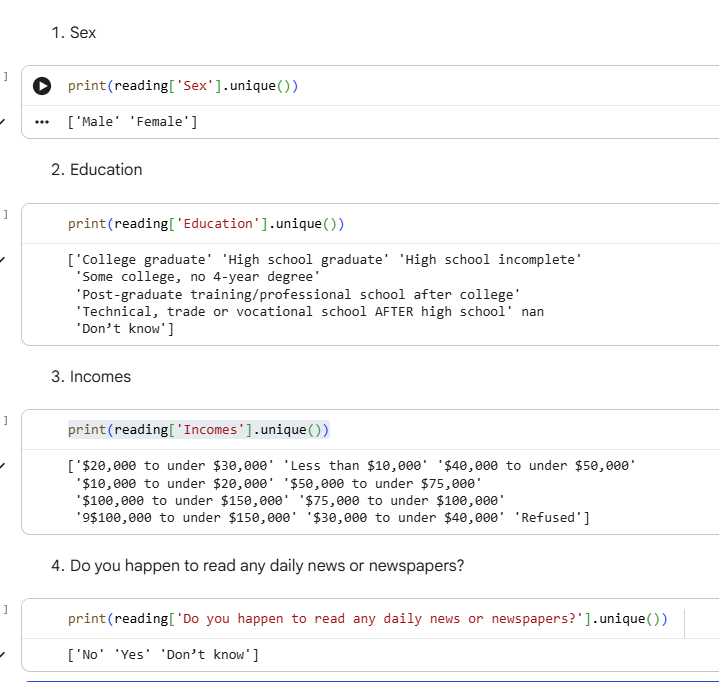 1. Sex
print(reading['Sex'].unique())
['Male' 'Female']
2. Education
print(reading['Education'].unique())
['College graduate' 'High school graduate' 'High school incomplete'
'Some college, no 4-year degree'
'Post-graduate training/professional school after college'
'Technical, trade or vocational school AFTER high school' nan
'Don’t know']
3. Incomes
print(reading['Incomes'].unique())
['$20,000 to under $30,000' 'Less than $10,000' '$40,000 to under $50,000'
'$10,000 to under $20,000' '$50,000 to under $75,000'
'$100,000 to under $150,000' '$75,000 to under $100,000'
'9$100,000 to under $150,000' '$30,000 to under $40,000' 'Refused']
4. Do you happen to read any daily news or newspapers?
print(reading['Do you happen to read any daily news or newspapers?'].unique())
['No' 'Yes' 'Don’t know']